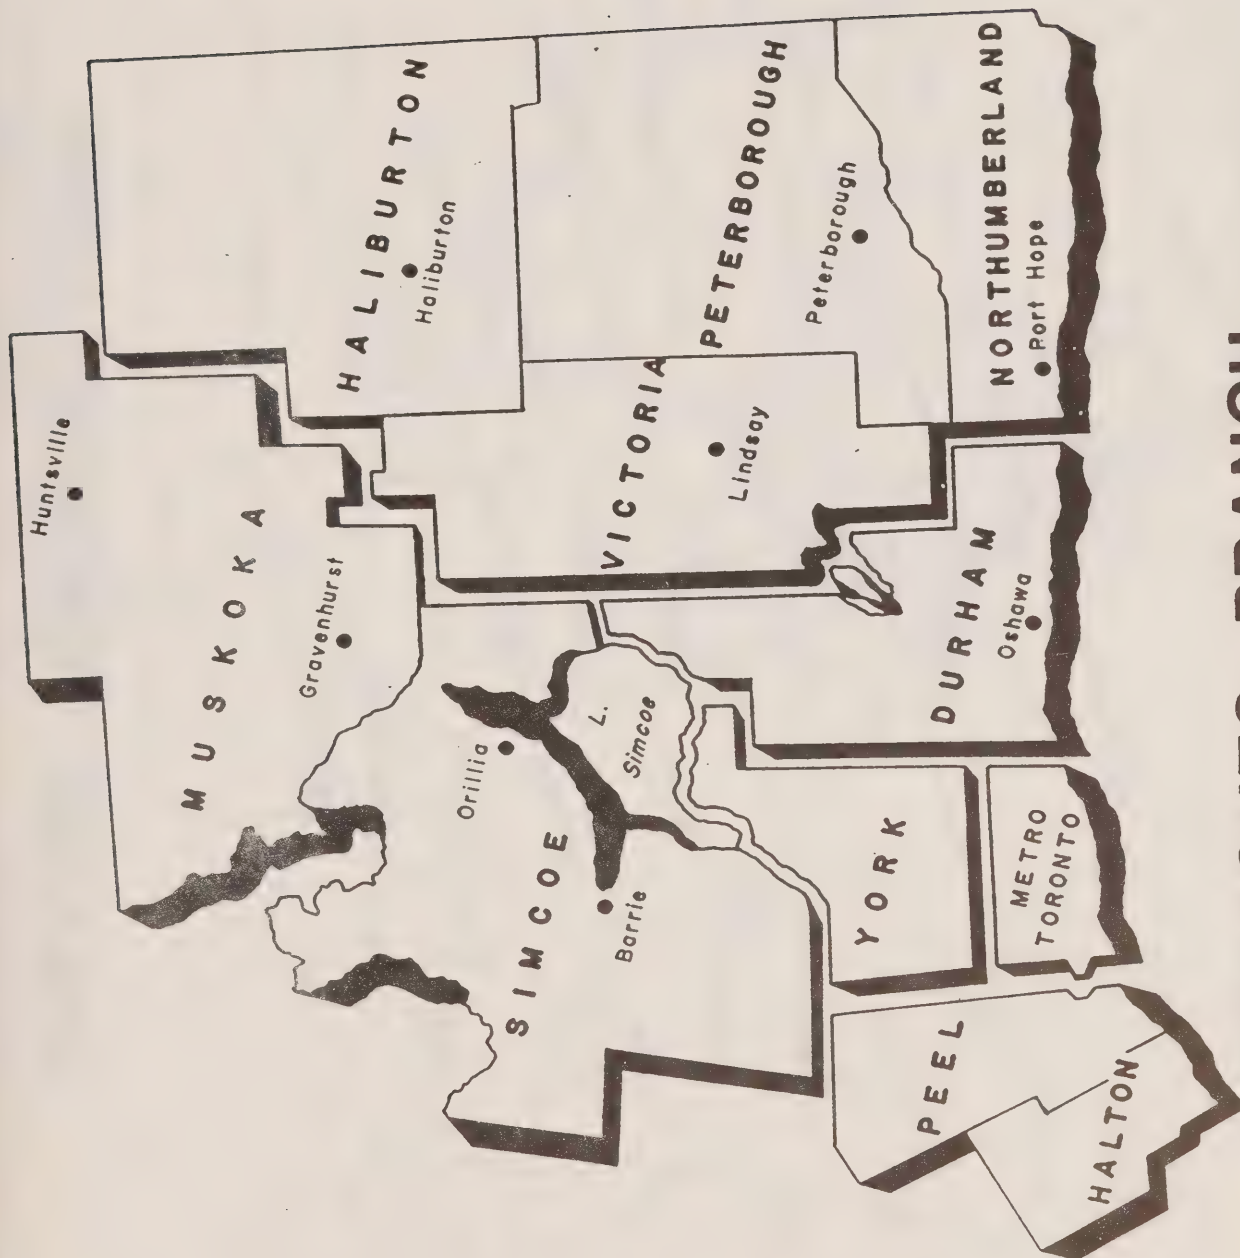 Huntsville
MUSKOKA
Gravenhurst
HALIBURTON
Haliburton
Orillia
SIMCOE
L.
Simcoe
Barrie
VICTORIA
Lindsay
PETERBOROUGH
Peterborough
YORK
PEEL
DURHAM
Oshawa
NORTHUMBERLAND
Port Hope
METRO
TORONTO
HALTON